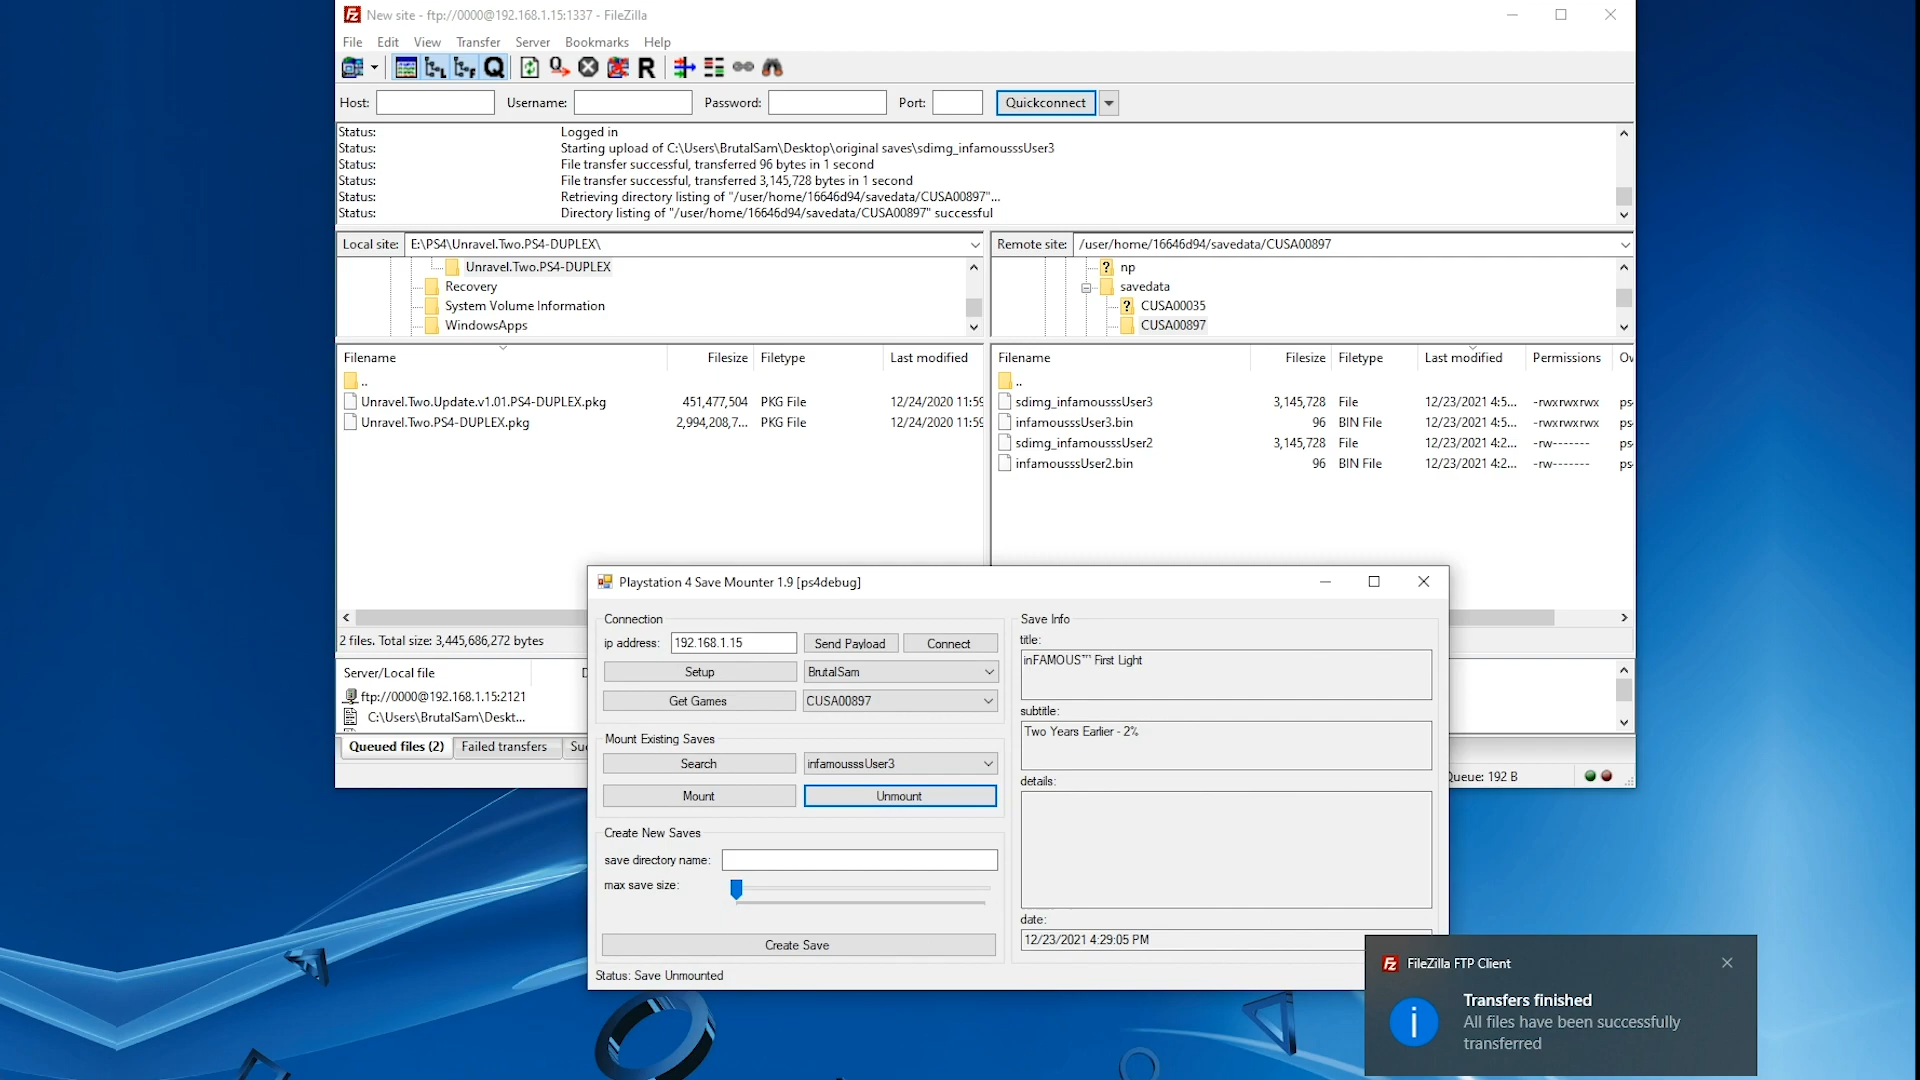 New site - ftp://0000@192.168.1.15:1337 - FileZilla
File Edit View Transfer Server Bookmarks Help
Host: Username: Password: Port: Quickconnect
Status: Logged in
Status: Starting upload of C:\Users\BrutalSam\Desktop\original saves\sdimg_infamousssUser3
Status: File transfer successful, transferred 96 bytes in 1 second
Status: File transfer successful, transferred 3,145,728 bytes in 1 second
Status: Retrieving directory listing of "/user/home/16646d94/savedata/CUSA00897"...
Status: Directory listing of "/user/home/16646d94/savedata/CUSA00897" successful
Local site: E:\PS4\Unravel.Two.PS4-DUPLEX\
Unravel.Two.PS4-DUPLEX
Recovery
System Volume Information
WindowsApps
Remote site: /user/home/16646d94/savedata/CUSA00897
np
savedata
CUSA00035
CUSA00897
Filename Filesize Filetype Last modified
..
Unravel.Two.Update.v1.01.PS4-DUPLEX.pkg 451,477,504 PKG File 12/24/2020 11:59
Unravel.Two.PS4-DUPLEX.pkg 2,994,208,7... PKG File 12/24/2020 11:59
Filename Filesize Filetype Last modified Permissions Ow
..
sdimg_infamousssUser3 3,145,728 File 12/23/2021 4:5... -rwxrwxrwx ps
infamousssUser3.bin 96 BIN File 12/23/2021 4:5... -rwxrwxrwx ps
sdimg_infamousssUser2 3,145,728 File 12/23/2021 4:2... -rw------- ps
infamousssUser2.bin 96 BIN File 12/23/2021 4:2... -rw------- ps
2 files. Total size: 3,445,686,272 bytes
Server/Local file D
ftp://0000@192.168.1.15:2121
C:\Users\BrutalSam\Deskt...
Queued files (2) Failed transfers Su
Queue: 192 B
Playstation 4 Save Mounter 1.9 [ps4debug]
Connection
ip address: 192.168.1.15 Send Payload Connect
Setup BrutalSam
Get Games CUSA00897
Mount Existing Saves
Search infamousssUser3
Mount Unmount
Create New Saves
save directory name:
max save size:
Create Save
Status: Save Unmounted
Save Info
title:
inFAMOUS™ First Light
subtitle:
Two Years Earlier - 2%
details:
date:
12/23/2021 4:29:05 PM
FileZilla FTP Client
Transfers finished
All files have been successfully
transferred